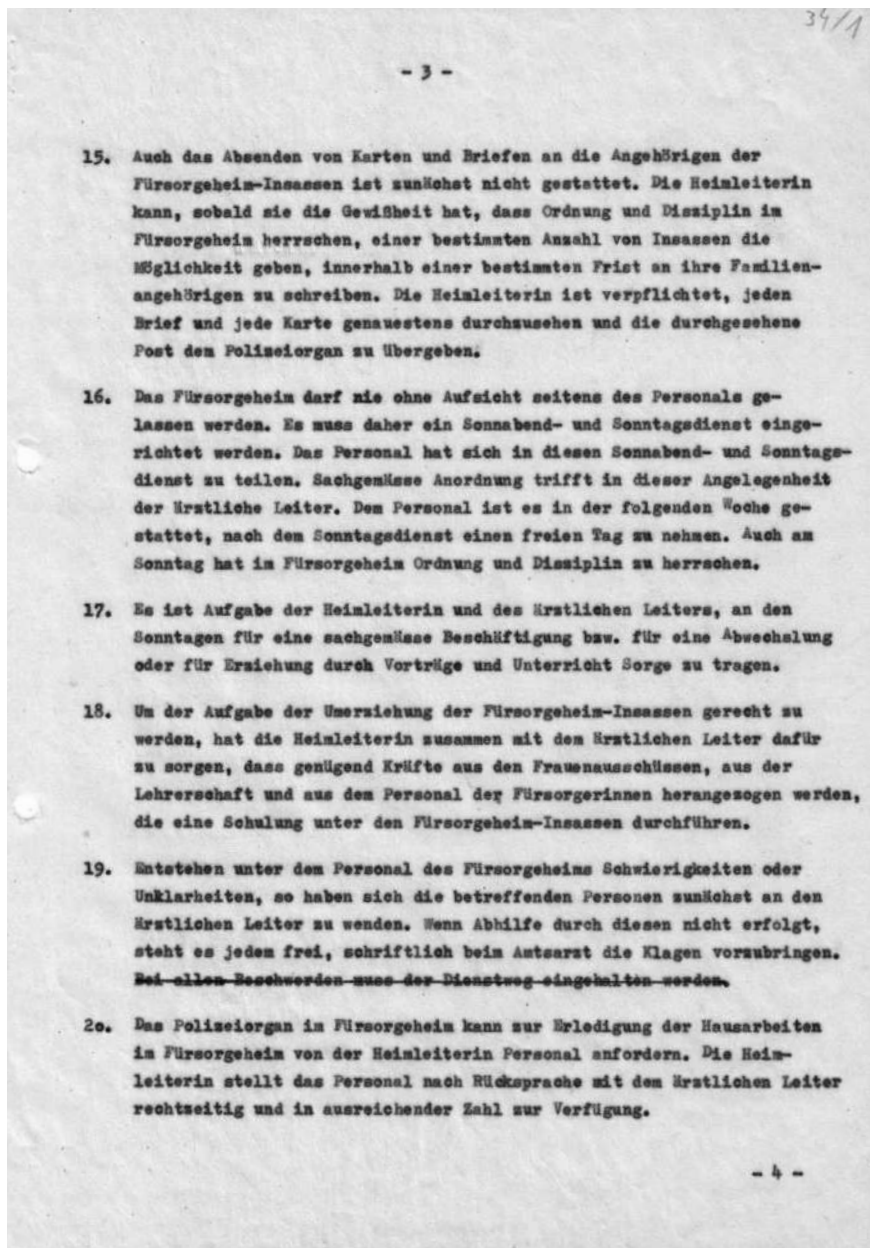 34/1
- 3 -
15. Auch das Absenden von Karten und Briefen an die Angehörigen der
Fürsorgeheim-Insassen ist zunächst nicht gestattet. Die Heimleiterin
kann, sobald sie die Gewißheit hat, dass Ordnung und Disziplin im
Fürsorgeheim herrschen, einer bestimmten Anzahl von Insassen die
Möglichkeit geben, innerhalb einer bestimmten Frist an ihre Familien-
angehörigen zu schreiben. Die Heimleiterin ist verpflichtet, jeden
Brief und jede Karte genauestens durchzusehen und die durchgesehene
Post dem Polizeiorgan zu übergeben.
16. Das Fürsorgeheim darf nie ohne Aufsicht seitens des Personals ge-
lassen werden. Es muss daher ein Sonnabend- und Sonntagsdienst einge-
richtet werden. Das Personal hat sich in diesen Sonnabend- und Sonntags-
dienst zu teilen. Sachgemässe Anordnung trifft in dieser Angelegenheit
der ärztliche Leiter. Dem Personal ist es in der folgenden Woche ge-
stattet, nach dem Sonntagsdienst einen freien Tag zu nehmen. Auch am
Sonntag hat im Fürsorgeheim Ordnung und Disziplin zu herrschen.
17. Es ist Aufgabe der Heimleiterin und des ärztlichen Leiters, an den
Sonntagen für eine sachgemässe Beschäftigung bzw. für eine Abwechslung
oder für Erziehung durch Vorträge und Unterricht Sorge zu tragen.
18. Um der Aufgabe der Umerziehung der Fürsorgeheim-Insassen gerecht zu
werden, hat die Heimleiterin zusammen mit dem ärztlichen Leiter dafür
zu sorgen, dass genügend Kräfte aus den Frauenausschüssen, aus der
Lehrerschaft und aus dem Personal der Fürsorgerinnen herangezogen werden,
die eine Schulung unter den Fürsorgeheim-Insassen durchführen.
19. Entstehen unter dem Personal des Fürsorgeheims Schwierigkeiten oder
Unklarheiten, so haben sich die betreffenden Personen zunächst an den
ärztlichen Leiter zu wenden. Wenn Abhilfe durch diesen nicht erfolgt,
steht es jedem frei, schriftlich beim Amtsarzt die Klagen vorzubringen.
Bei allen Beschwerden muss der Dienstweg eingehalten werden.
2o. Das Polizeiorgan im Fürsorgeheim kann zur Erledigung der Hausarbeiten
im Fürsorgeheim von der Heimleiterin Personal anfordern. Die Heim-
leiterin stellt das Personal nach Rücksprache mit dem ärztlichen Leiter
rechtzeitig und in ausreichender Zahl zur Verfügung.
- 4 -